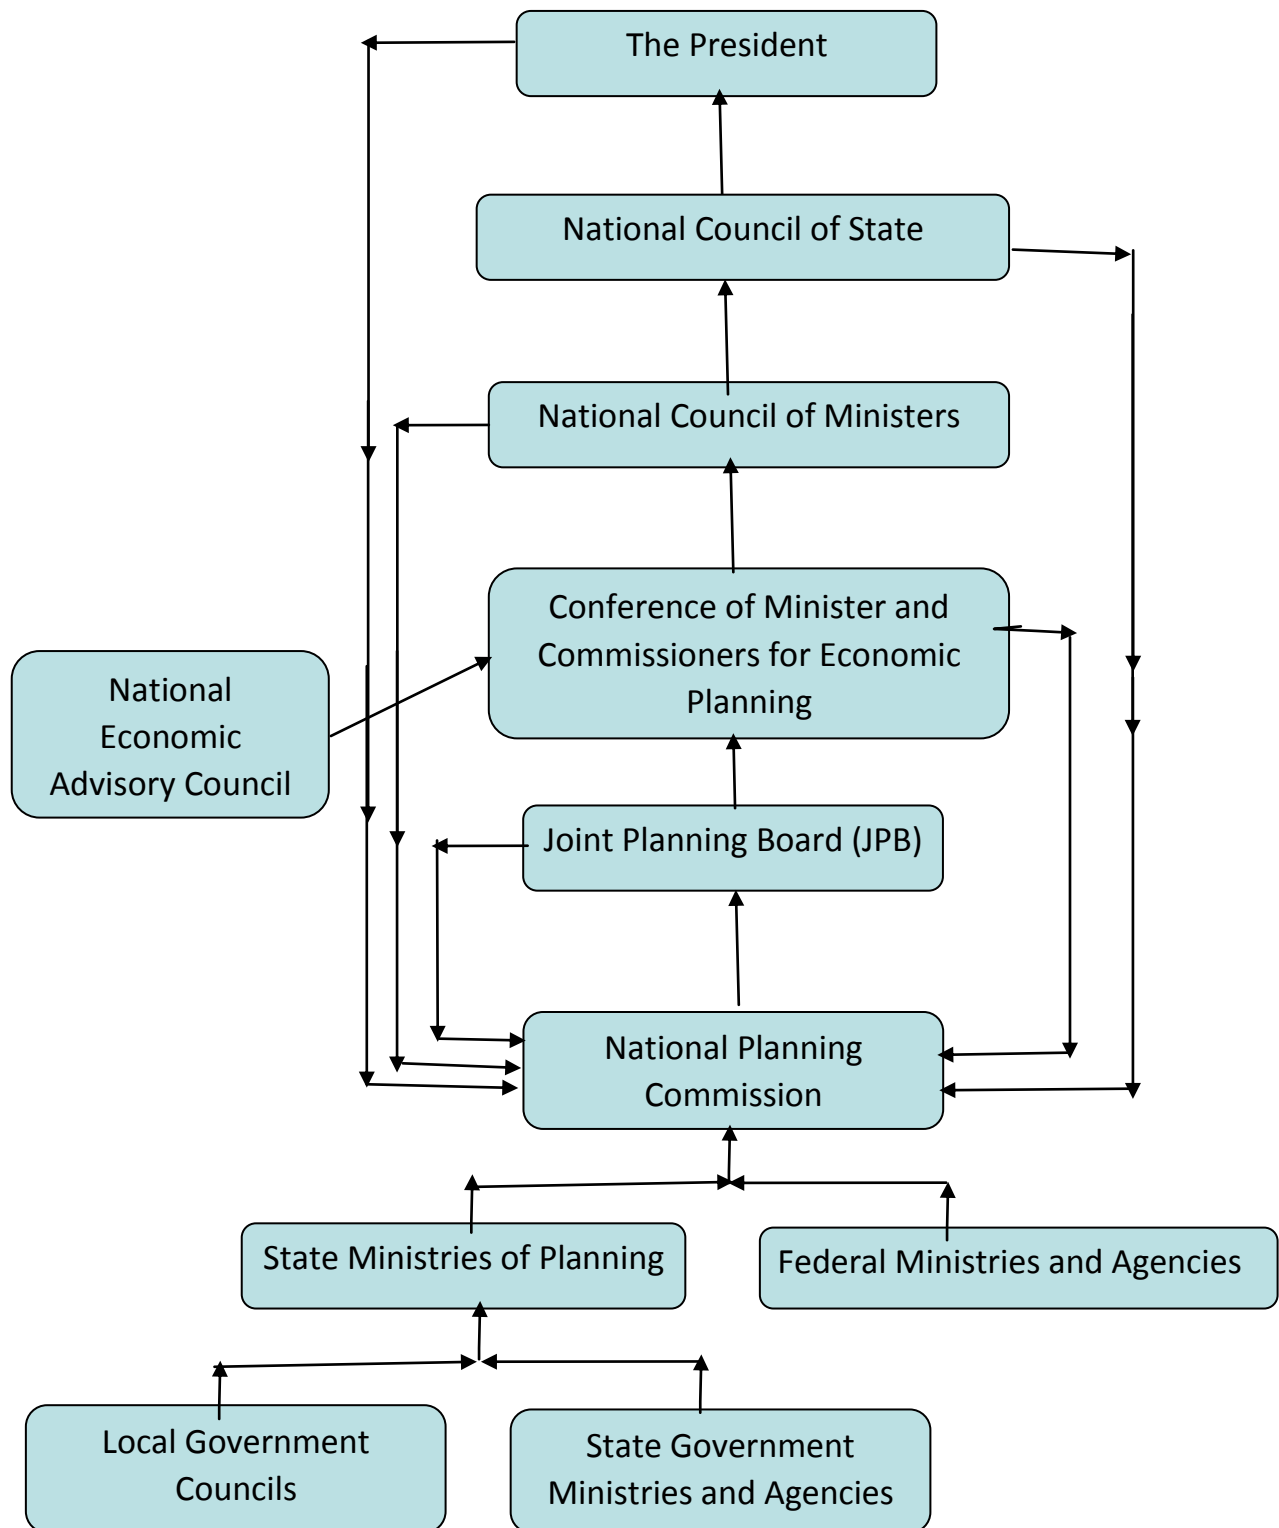 The President
National Council of State
National Council of Ministers
Conference of Minister and
Commissioners for Economic
Planning
National
Economic
Advisory Council
Joint Planning Board (JPB)
National Planning
Commission
State Ministries of Planning
Federal Ministries and Agencies
Local Government
Councils
State Government
Ministries and Agencies